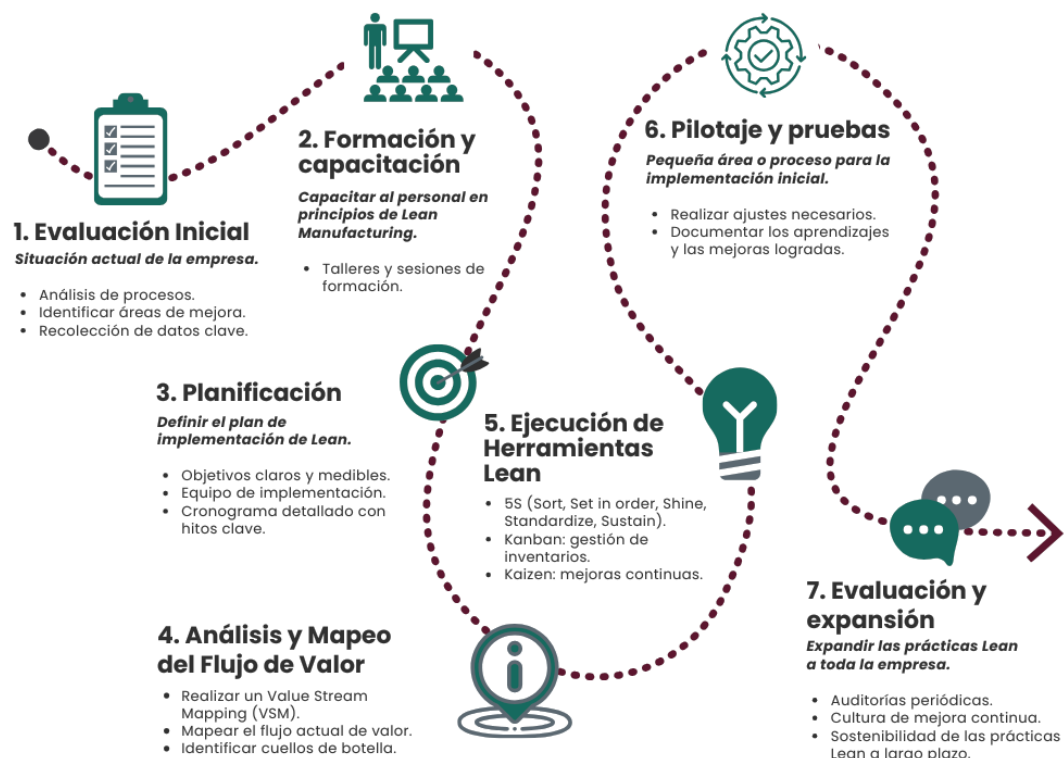 1. Evaluación Inicial
Situación actual de la empresa.
• Análisis de procesos.
• Identificar áreas de mejora.
• Recolección de datos clave.
2. Formación y
capacitación
Capacitar al personal en
principios de Lean
Manufacturing.
• Talleres y sesiones de
formación.
3. Planificación
Definir el plan de
implementación de Lean.
• Objetivos claros y medibles.
• Equipo de implementación.
• Cronograma detallado con
hitos clave.
4. Análisis y Mapeo
del Flujo de Valor
• Realizar un Value Stream
Mapping (VSM).
• Mapear el flujo actual de valor.
• Identificar cuellos de botella.
5. Ejecución de
Herramientas
Lean
• 5S (Sort, Set in order, Shine,
Standardize, Sustain).
• Kanban: gestión de
inventarios.
• Kaizen: mejoras continuas.
6. Pilotaje y pruebas
Pequeña área o proceso para la
implementación inicial.
• Realizar ajustes necesarios.
• Documentar los aprendizajes
y las mejoras logradas.
7. Evaluación y
expansión
Expandir las prácticas Lean
a toda la empresa.
• Auditorías periódicas.
• Cultura de mejora continua.
• Sostenibilidad de las prácticas
Lean a largo plazo.